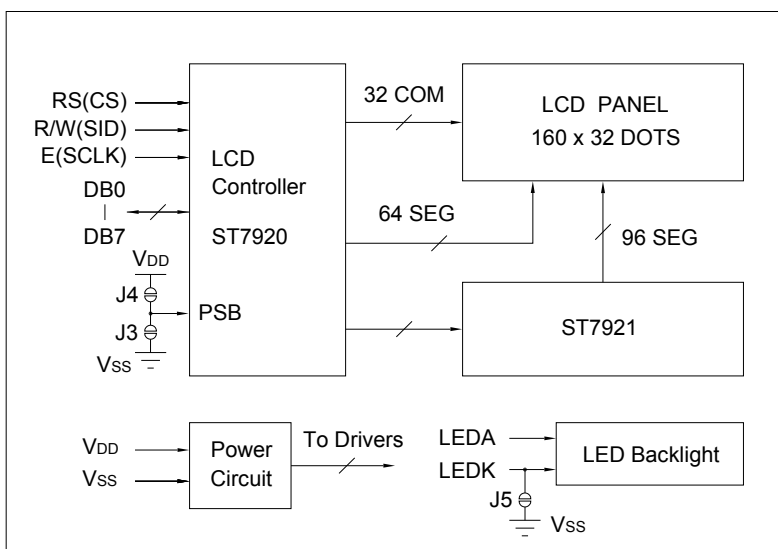 RS(CS)
R/W(SID)
E(SCLK)
DB0
DB7
VDD
J4
J3
VSS
LCD
Controller
ST7920
PSB
32 COM
64 SEG
LCD PANEL
160 x 32 DOTS
96 SEG
ST7921
VDD
VSS
Power
Circuit
To Drivers
LEDA
LEDK
J5
VSS
LED Backlight